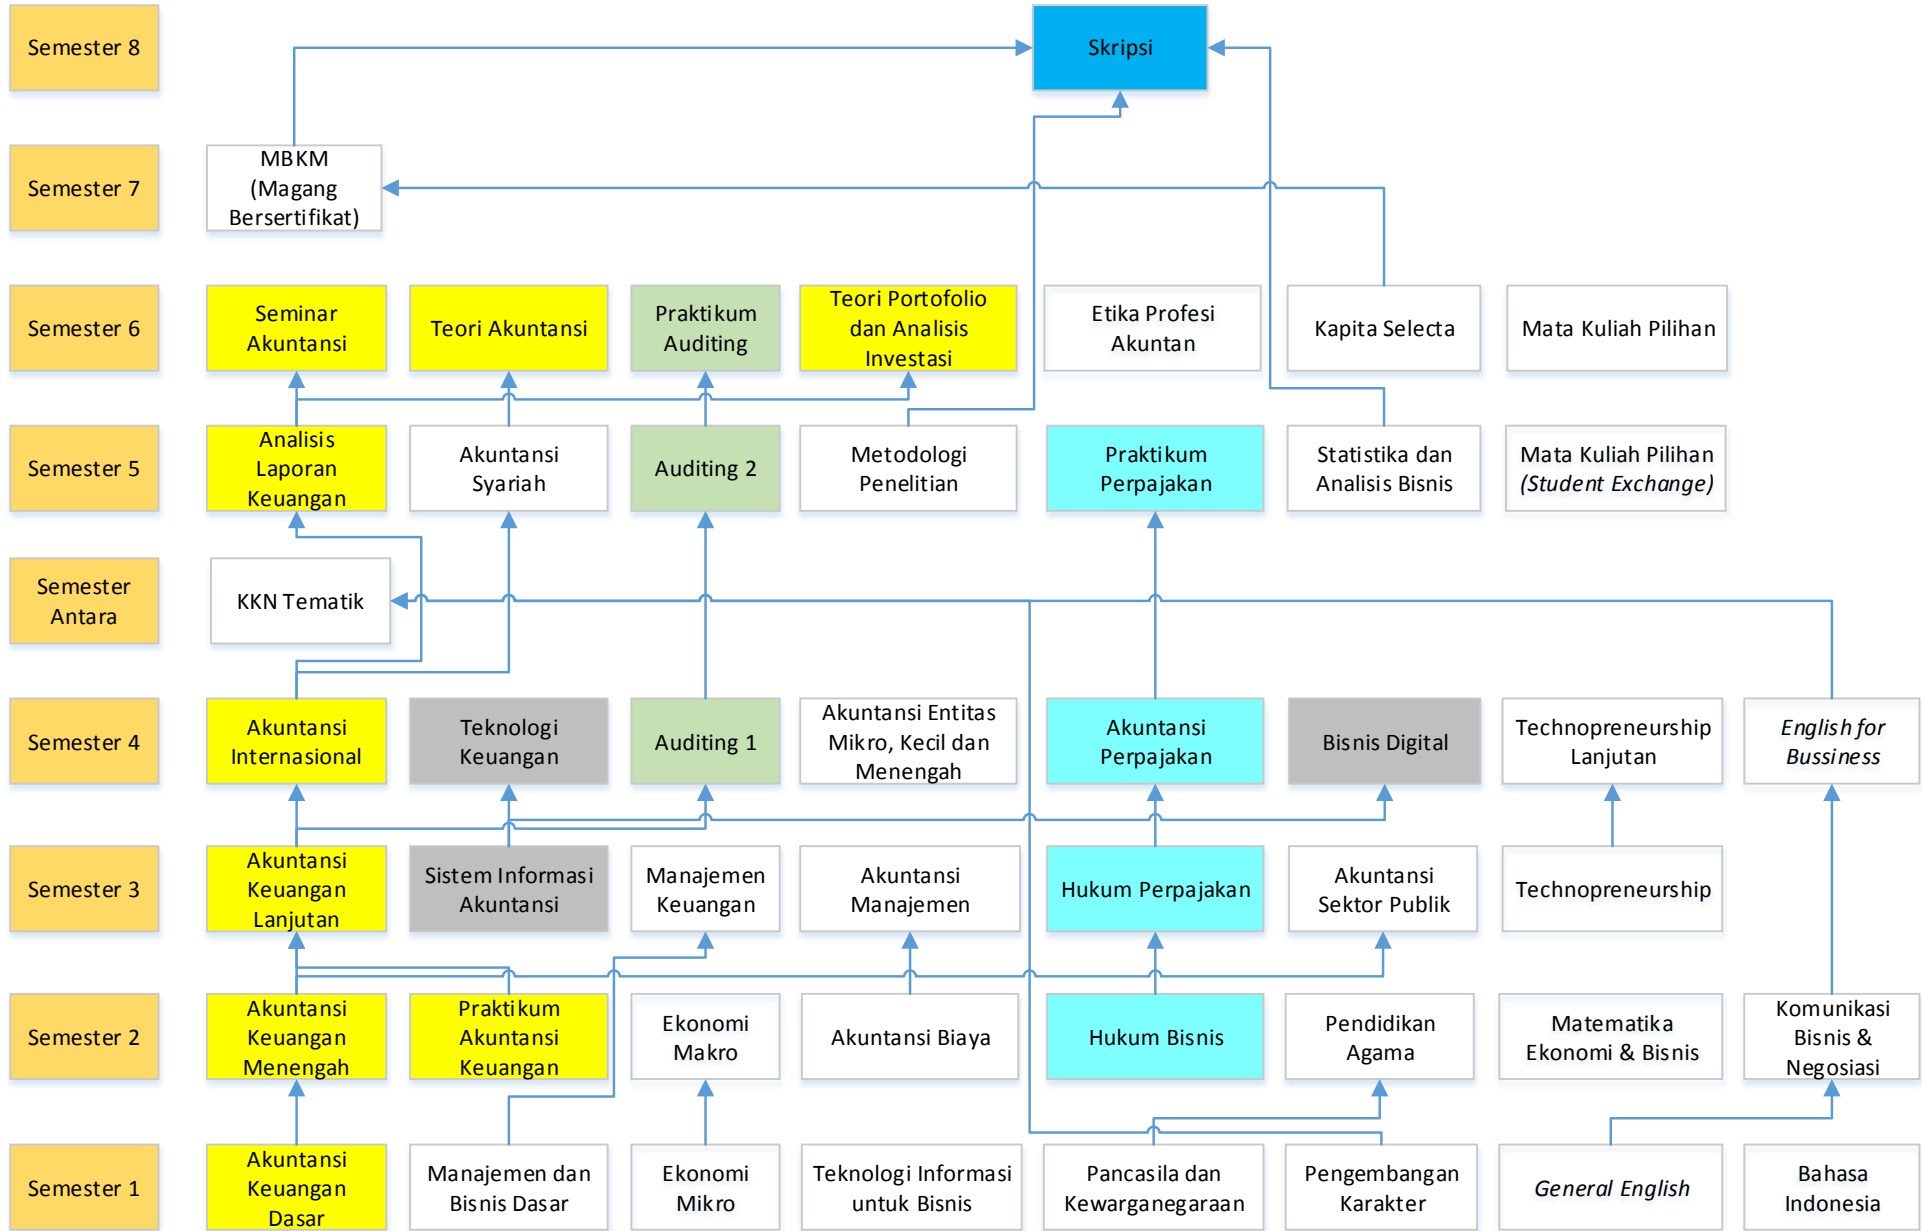 Semester 8
Skripsi
Semester 7
MBKM
(Magang
Bersertifikat)
Semester 6
Seminar
Akuntansi
Teori Akuntansi
Praktikum
Auditing
Teori Portofolio
dan Analisis
Investasi
Etika Profesi
Akuntan
Kapita Selecta
Mata Kuliah Pilihan
Semester 5
Analisis
Laporan
Keuangan
Akuntansi
Syariah
Auditing 2
Metodologi
Penelitian
Praktikum
Perpajakan
Statistika dan
Analisis Bisnis
Mata Kuliah Pilihan
(Student Exchange)
Semester
Antara
KKN Tematik
Semester 4
Akuntansi
Internasional
Teknologi
Keuangan
Auditing 1
Akuntansi Entitas
Mikro, Kecil dan
Menengah
Akuntansi
Perpajakan
Bisnis Digital
Technopreneurship
Lanjutan
English for
Bussiness
Semester 3
Akuntansi
Keuangan
Lanjutan
Sistem Informasi
Akuntansi
Manajemen
Keuangan
Akuntansi
Manajemen
Hukum Perpajakan
Akuntansi
Sektor Publik
Technopreneurship
Semester 2
Akuntansi
Keuangan
Menengah
Praktikum
Akuntansi
Keuangan
Ekonomi
Makro
Akuntansi Biaya
Hukum Bisnis
Pendidikan
Agama
Matematika
Ekonomi & Bisnis
Komunikasi
Bisnis &
Negosiasi
Semester 1
Akuntansi
Keuangan
Dasar
Manajemen dan
Bisnis Dasar
Ekonomi
Mikro
Teknologi Informasi
untuk Bisnis
Pancasila dan
Kewarganegaraan
Pengembangan
Karakter
General English
Bahasa
Indonesia